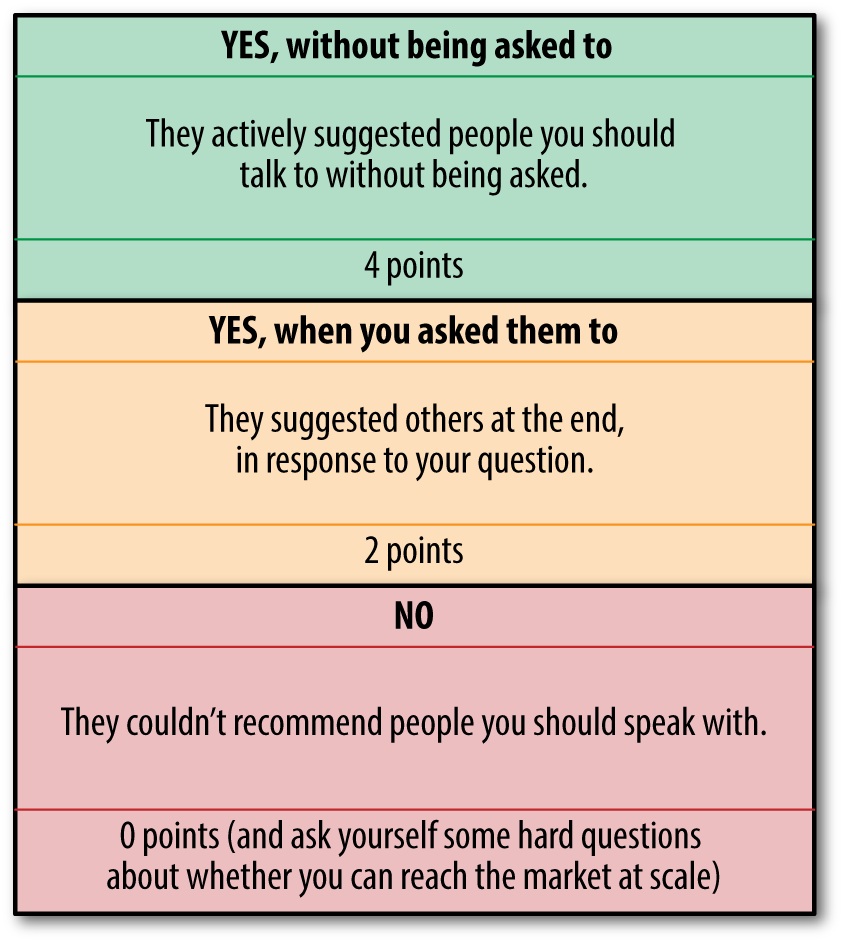 YES, without being asked to
They actively suggested people you should
talk to without being asked.
4 points
YES, when you asked them to
They suggested others at the end,
in response to your question.
2 points
NO
They couldn’t recommend people you should speak with.
0 points (and ask yourself some hard questions
about whether you can reach the market at scale)